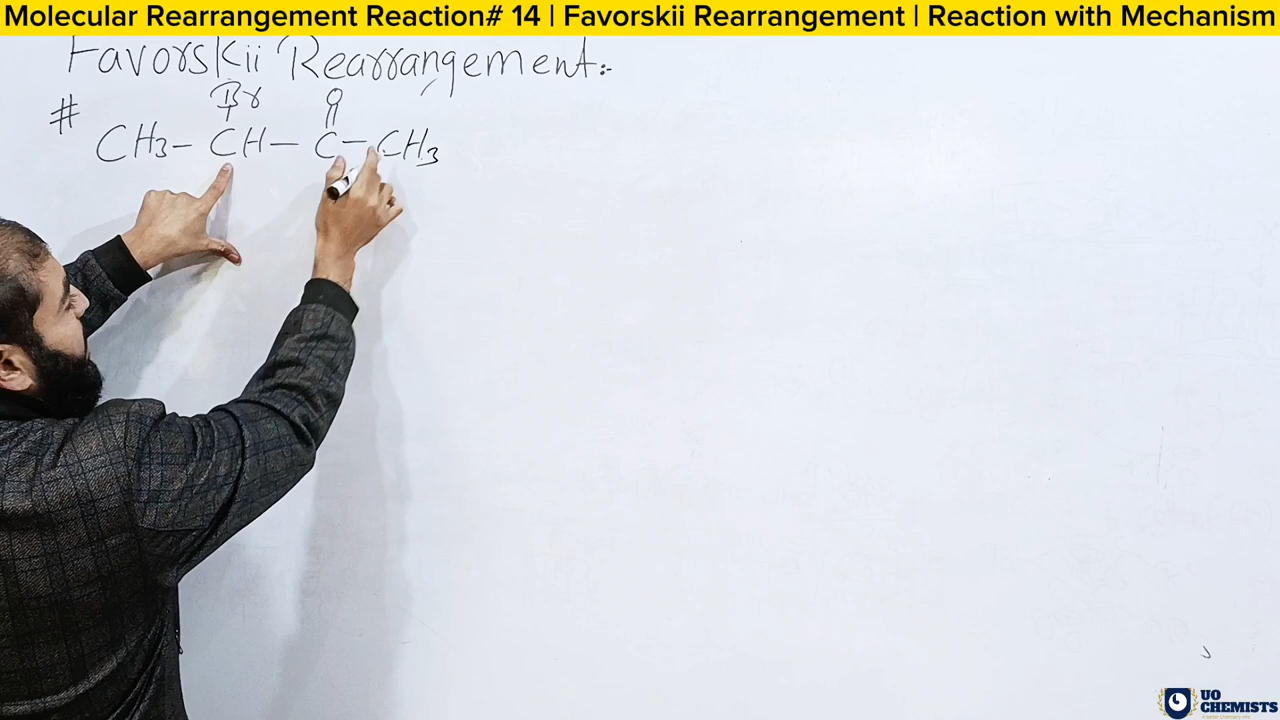 Molecular Rearrangement Reaction# 14 | Favorskii Rearrangement | Reaction with Mechanism
Favorskii Rearrangement:-
#
Br O
CH3- CH - C - CH3
UO
CHEMISTS